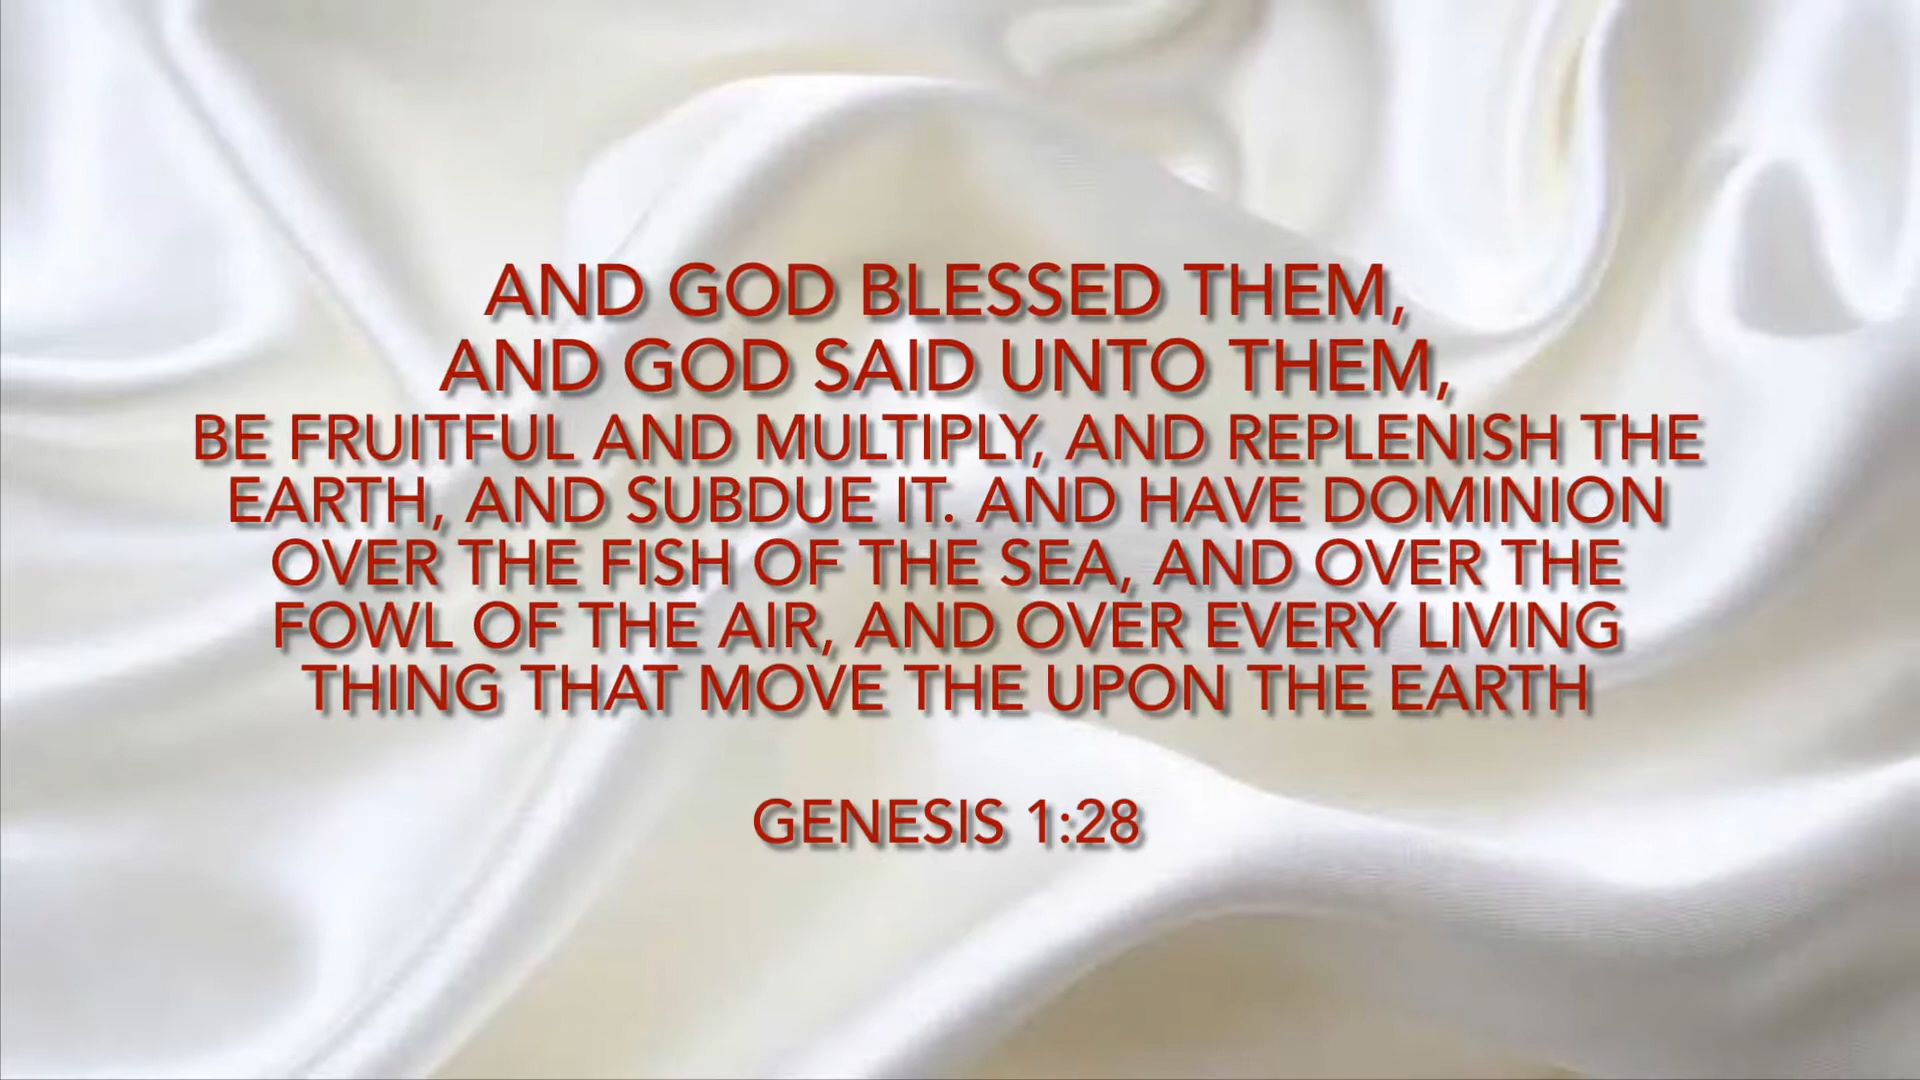 AND GOD BLESSED THEM,
AND GOD SAID UNTO THEM,
BE FRUITFUL AND MULTIPLY, AND REPLENISH THE
EARTH, AND SUBDUE IT. AND HAVE DOMINION
OVER THE FISH OF THE SEA, AND OVER THE
FOWL OF THE AIR, AND OVER EVERY LIVING
THING THAT MOVE THE UPON THE EARTH
GENESIS 1:28